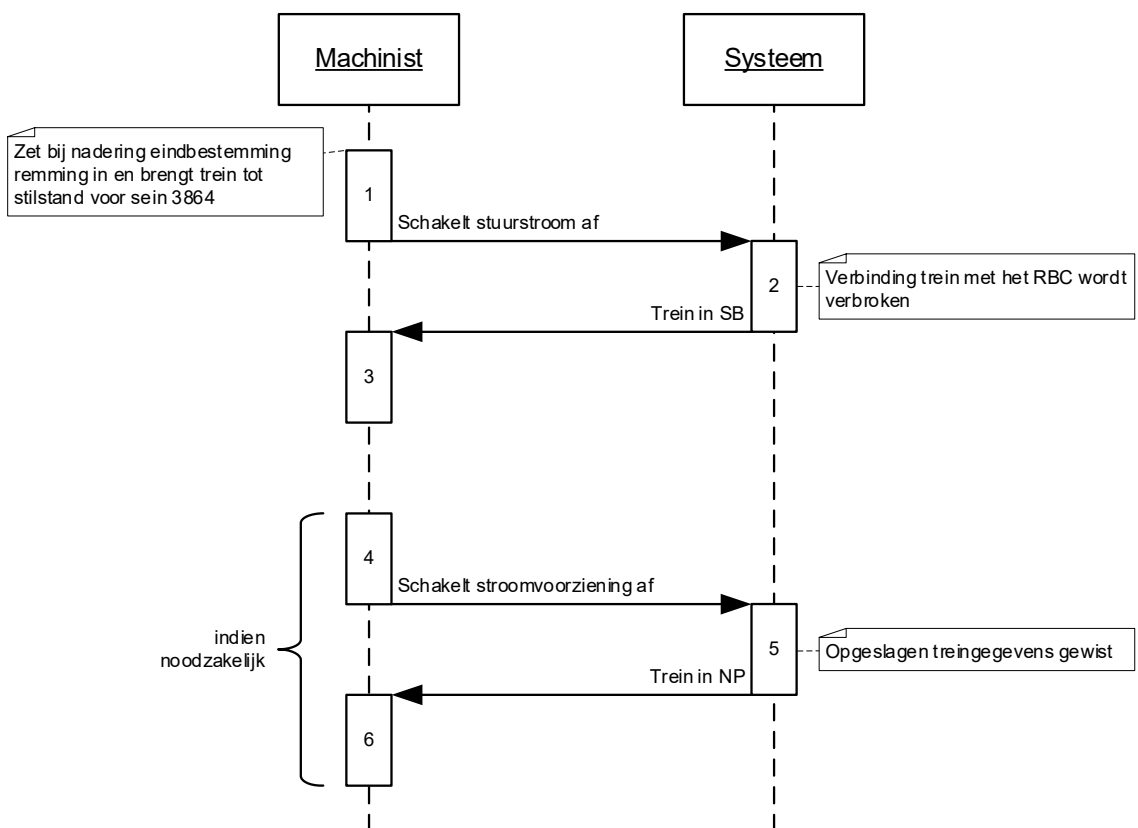 Machinist
Systeem
Zet bij nadering eindbestemming
remming in en brengt trein tot
stilstand voor sein 3864
1
Schakelt stuurstroom af
2
Verbinding trein met het RBC wordt
verbroken
Trein in SB
3
4
Schakelt stroomvoorziening af
indien
noodzakelijk
5
Opgeslagen treingegevens gewist
Trein in NP
6